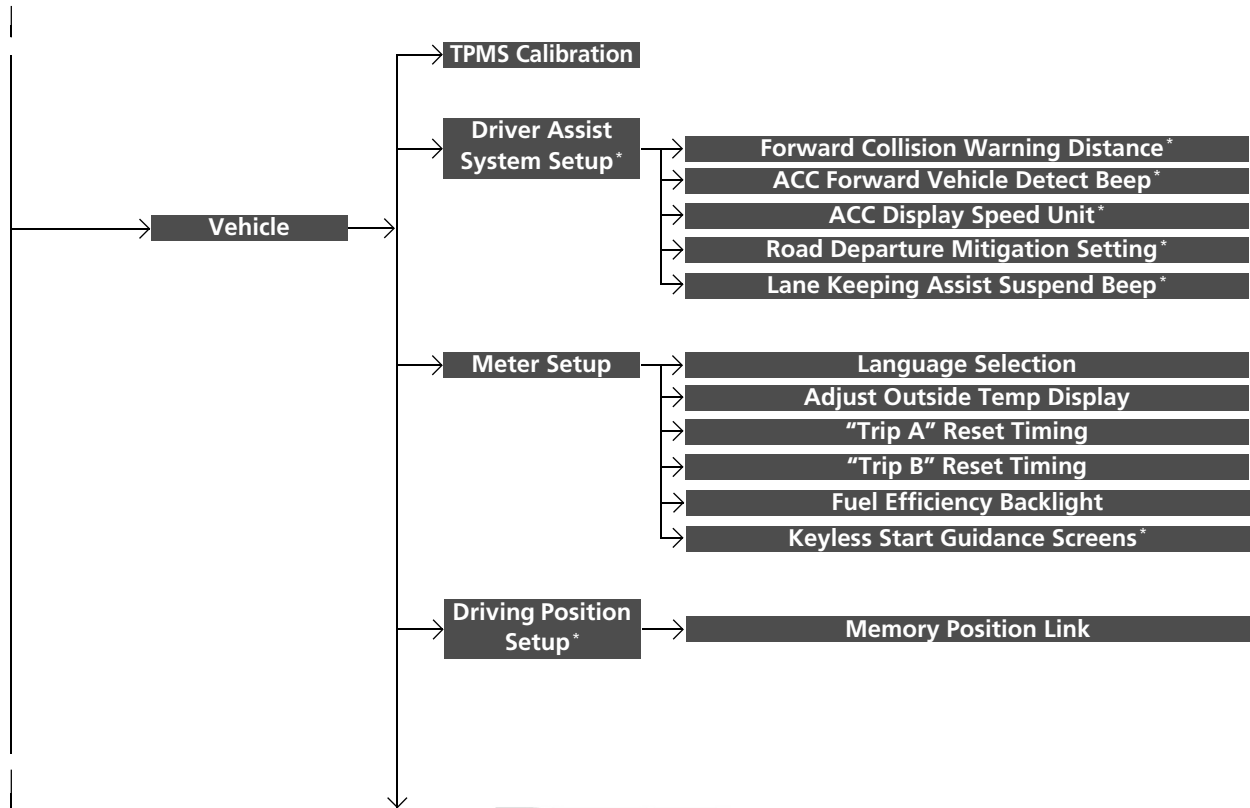 TPMS Calibration
Driver Assist
System Setup*
Forward Collision Warning Distance*
ACC Forward Vehicle Detect Beep*
ACC Display Speed Unit*
Road Departure Mitigation Setting*
Lane Keeping Assist Suspend Beep*
Vehicle
Meter Setup
Language Selection
Adjust Outside Temp Display
“Trip A” Reset Timing
“Trip B” Reset Timing
Fuel Efficiency Backlight
Keyless Start Guidance Screens*
Driving Position
Setup*
Memory Position Link